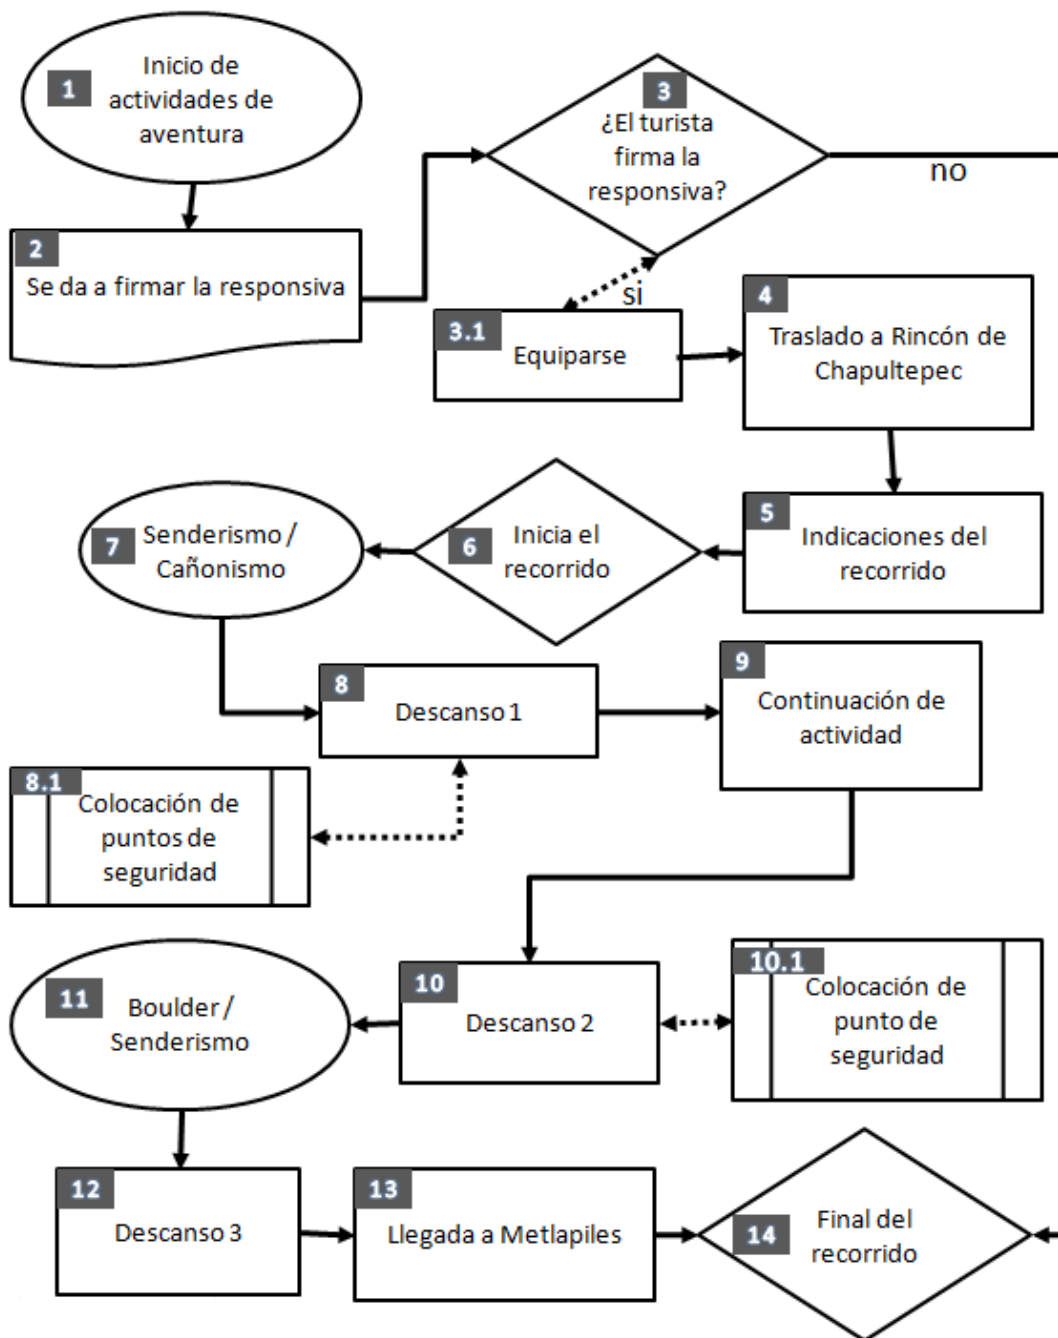 1
Inicio de
actividades de
aventura
2
Se da a firmar la responsiva
3
¿El turista
firma la
responsiva?
no
si
3.1
Equiparse
4
Traslado a Rincón de
Chapultepec
5
Indicaciones del
recorrido
6
Inicia el
recorrido
7
Senderismo /
Cañonismo
8
Descanso 1
8.1
Colocación de
puntos de
seguridad
9
Continuación de
actividad
10
Descanso 2
10.1
Colocación de
punto de
seguridad
11
Boulder /
Senderismo
12
Descanso 3
13
Llegada a Metlapiles
14
Final del
recorrido